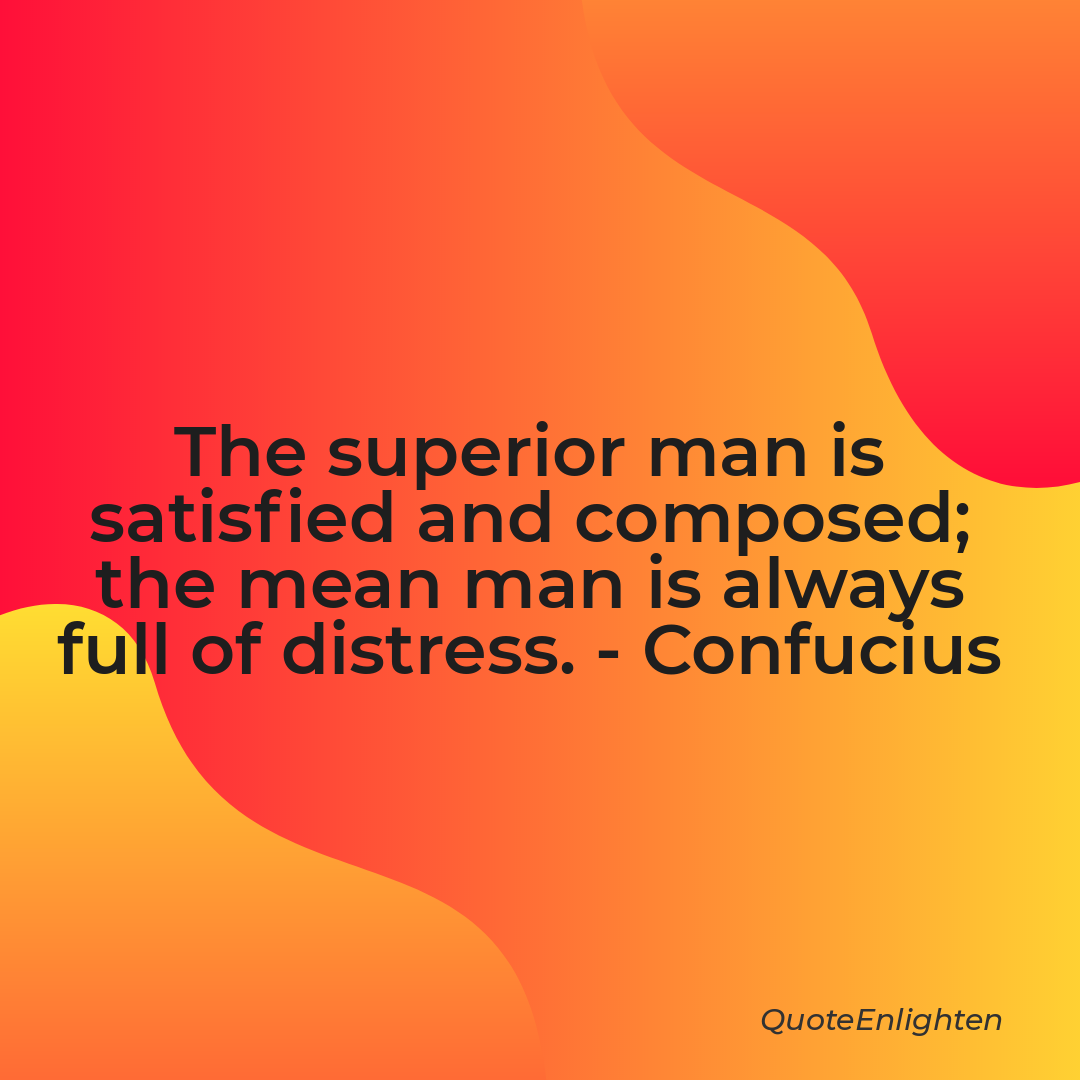 The superior man is
satisfied and composed;
the mean man is always
full of distress. - Confucius
QuoteEnlighten